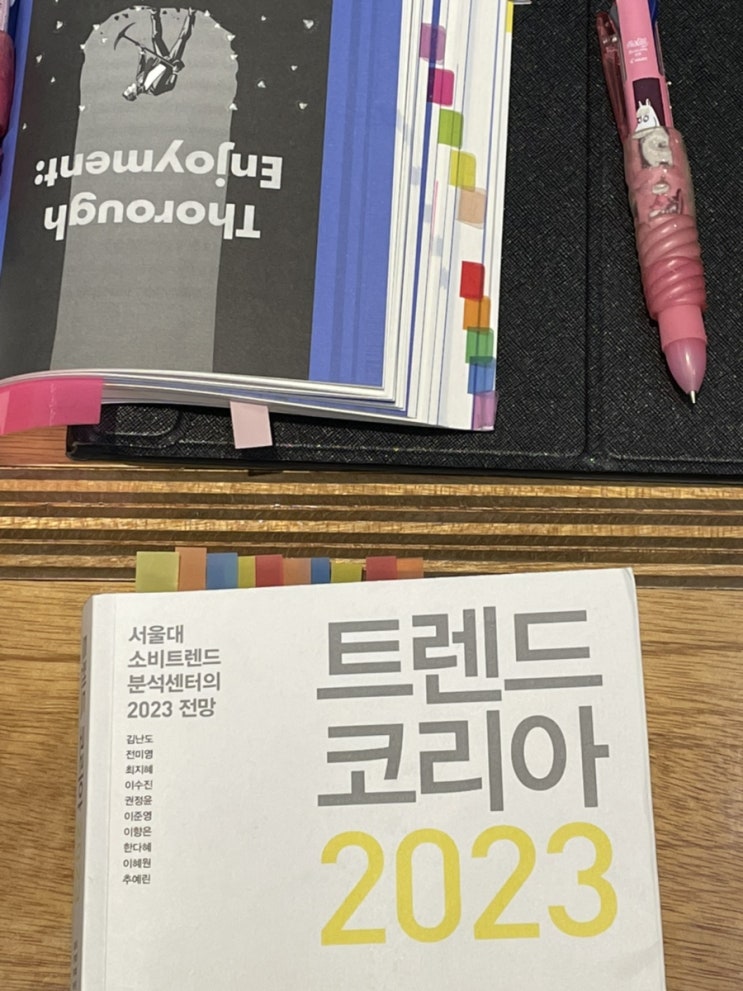 Thorough
Enjoyment:
서울대
소비트렌드
분석센터의
2023 전망
김난도
전미영
최지혜
이수진
권정윤
이준영
이향은
한다혜
이혜원
추예린
트렌드
코리아
2023